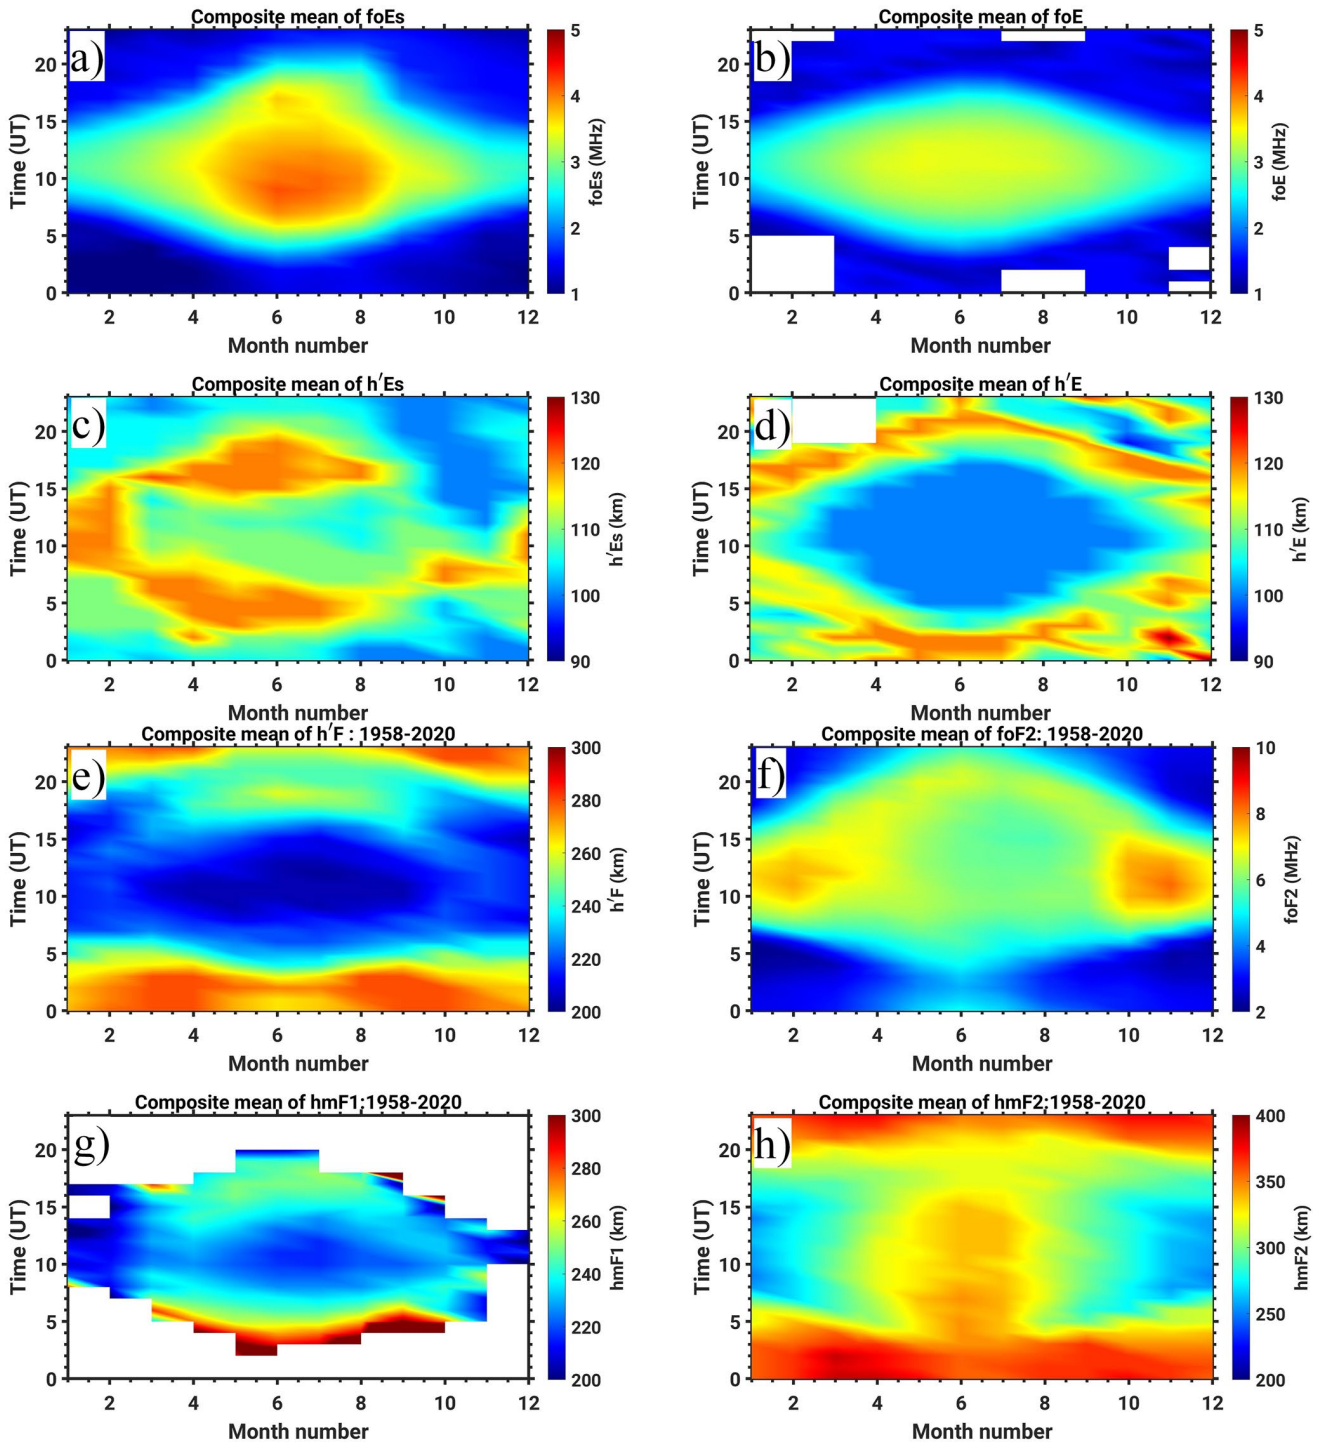 Composite mean of foEs
a)
Time (UT)
20
15
10
5
0
2 4 6 8 10 12
Month number
5
4
3
2
1
foEs (MHz)
Composite mean of foE
b)
Time (UT)
20
15
10
5
0
2 4 6 8 10 12
Month number
5
4
3
2
1
foE (MHz)
Composite mean of h′Es
c)
Time (UT)
20
15
10
5
0
2 4 6 8 10 12
Month number
130
120
110
100
90
h′Es (km)
Composite mean of h′E
d)
Time (UT)
20
15
10
5
0
2 4 6 8 10 12
Month number
130
120
110
100
90
h′E (km)
Composite mean of h′F : 1958-2020
e)
Time (UT)
20
15
10
5
0
2 4 6 8 10 12
Month number
300
280
260
240
220
200
h′F (km)
Composite mean of foF2: 1958-2020
f)
Time (UT)
20
15
10
5
0
2 4 6 8 10 12
Month number
10
8
6
4
2
foF2 (MHz)
Composite mean of hmF1:1958-2020
g)
Time (UT)
20
15
10
5
0
2 4 6 8 10 12
Month number
300
280
260
240
220
200
hmF1 (km)
Composite mean of hmF2:1958-2020
h)
Time (UT)
20
15
10
5
0
2 4 6 8 10 12
Month number
400
350
300
250
200
hmF2 (km)